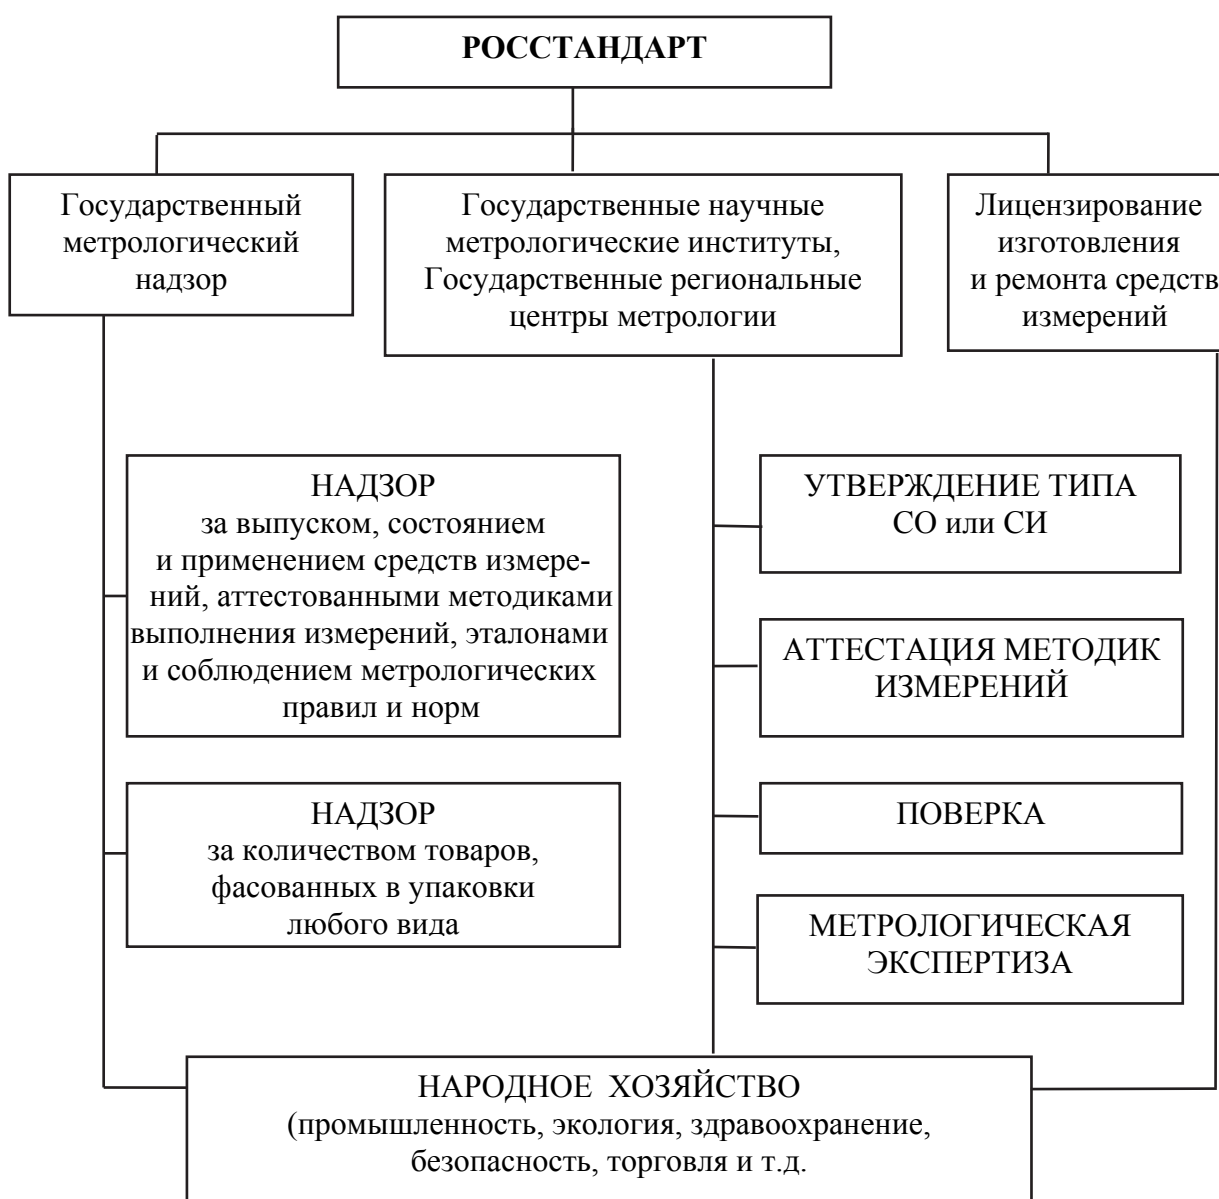 РОССТАНДАРТ
Государственный
метрологический
надзор
Государственные научные
метрологические институты,
Государственные региональные
центры метрологии
Лицензирование
изготовления
и ремонта средств
измерений
НАДЗОР
за выпуском, состоянием
и применением средств измере-
ний, аттестованными методиками
выполнения измерений, эталонами
и соблюдением метрологических
правил и норм
НАДЗОР
за количеством товаров,
фасованных в упаковки
любого вида
УТВЕРЖДЕНИЕ ТИПА
СО или СИ
АТТЕСТАЦИЯ МЕТОДИК
ИЗМЕРЕНИЙ
ПОВЕРКА
МЕТРОЛОГИЧЕСКАЯ
ЭКСПЕРТИЗА
НАРОДНОЕ ХОЗЯЙСТВО
(промышленность, экология, здравоохранение,
безопасность, торговля и т.д.